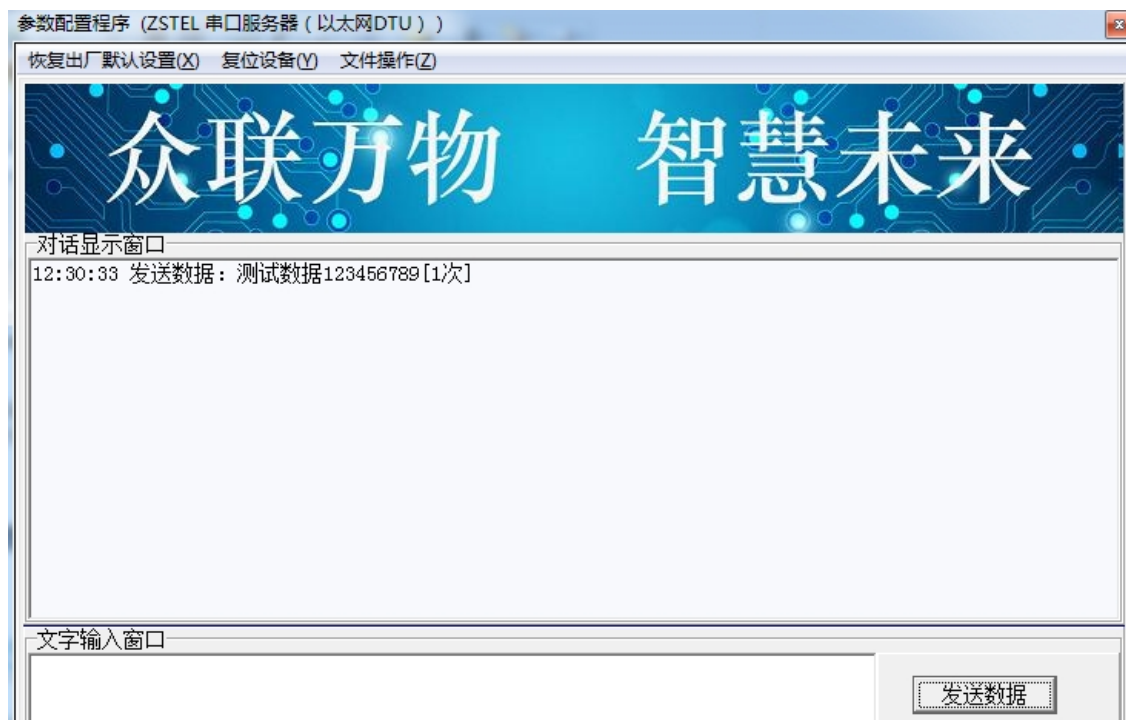 参数配置程序 (ZSTEL 串口服务器（以太网DTU）)
恢复出厂默认设置(X) 复位设备(Y) 文件操作(Z)
众联万物 智慧未来
对话显示窗口
12:30:33 发送数据: 测试数据123456789[1次]
文字输入窗口
发送数据